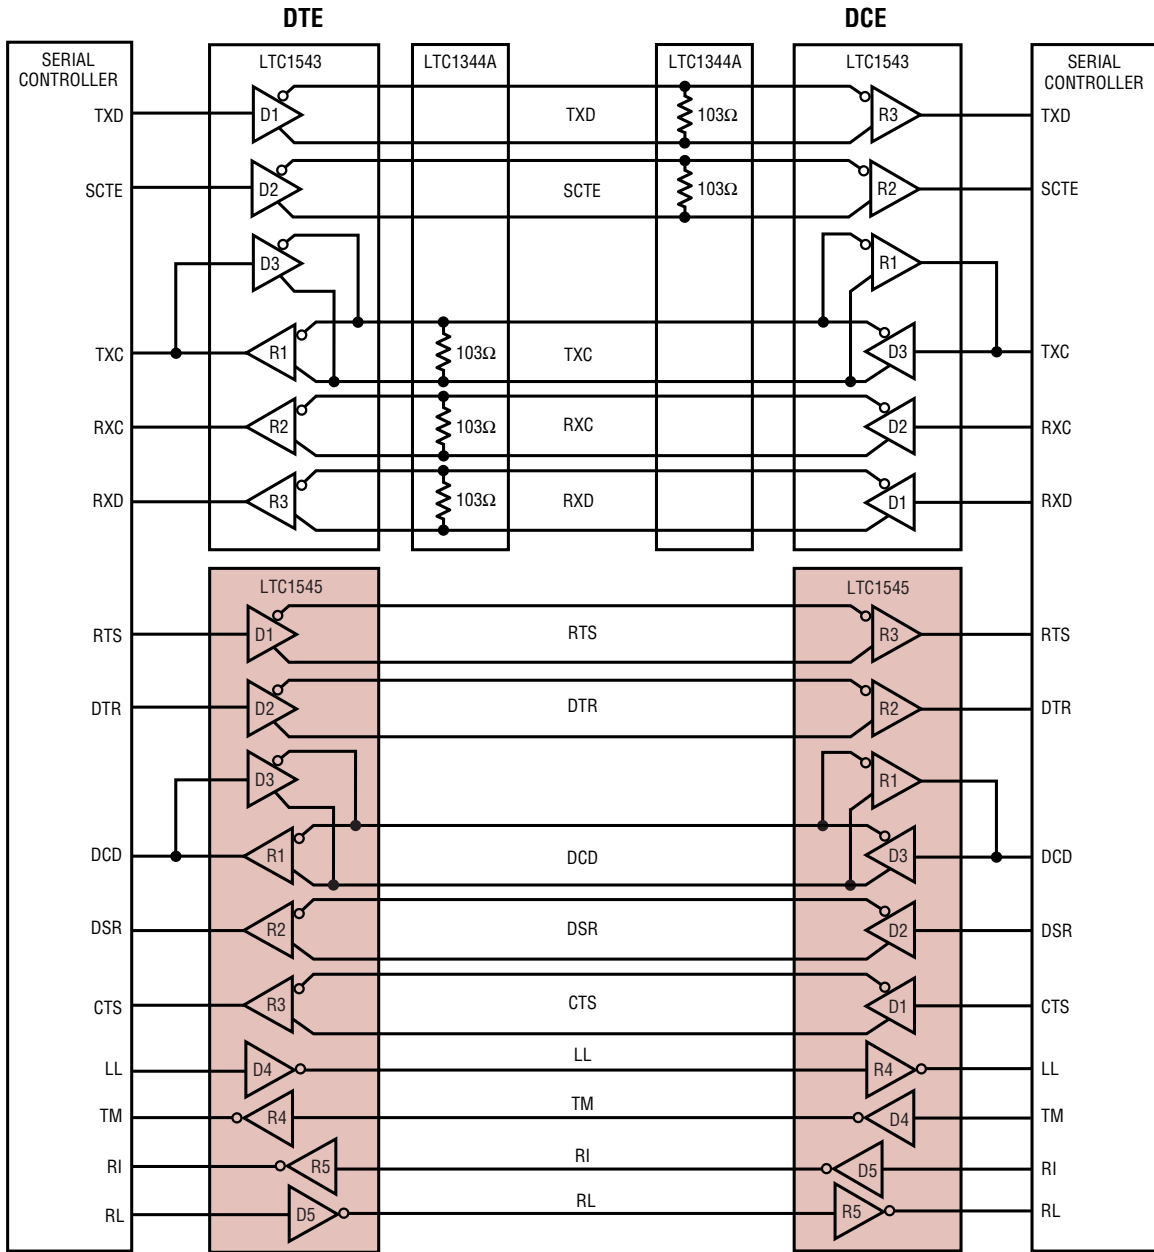 DTE
DCE
SERIAL
CONTROLLER
LTC1543
LTC1344A
LTC1344A
LTC1543
SERIAL
CONTROLLER
TXD
D1
TXD
103Ω
R3
TXD
SCTE
D2
SCTE
103Ω
R2
SCTE
D3
R1
TXC
R1
103Ω
TXC
D3
TXC
RXC
R2
103Ω
RXC
D2
RXC
RXD
R3
103Ω
RXD
D1
RXD
LTC1545
LTC1545
RTS
D1
RTS
R3
RTS
DTR
D2
DTR
R2
DTR
D3
R1
DCD
R1
DCD
D3
DCD
DSR
R2
DSR
D2
DSR
CTS
R3
CTS
D1
CTS
LL
D4
LL
R4
LL
TM
R4
TM
D4
TM
RI
R5
RI
D5
RI
RL
D5
RL
R5
RL